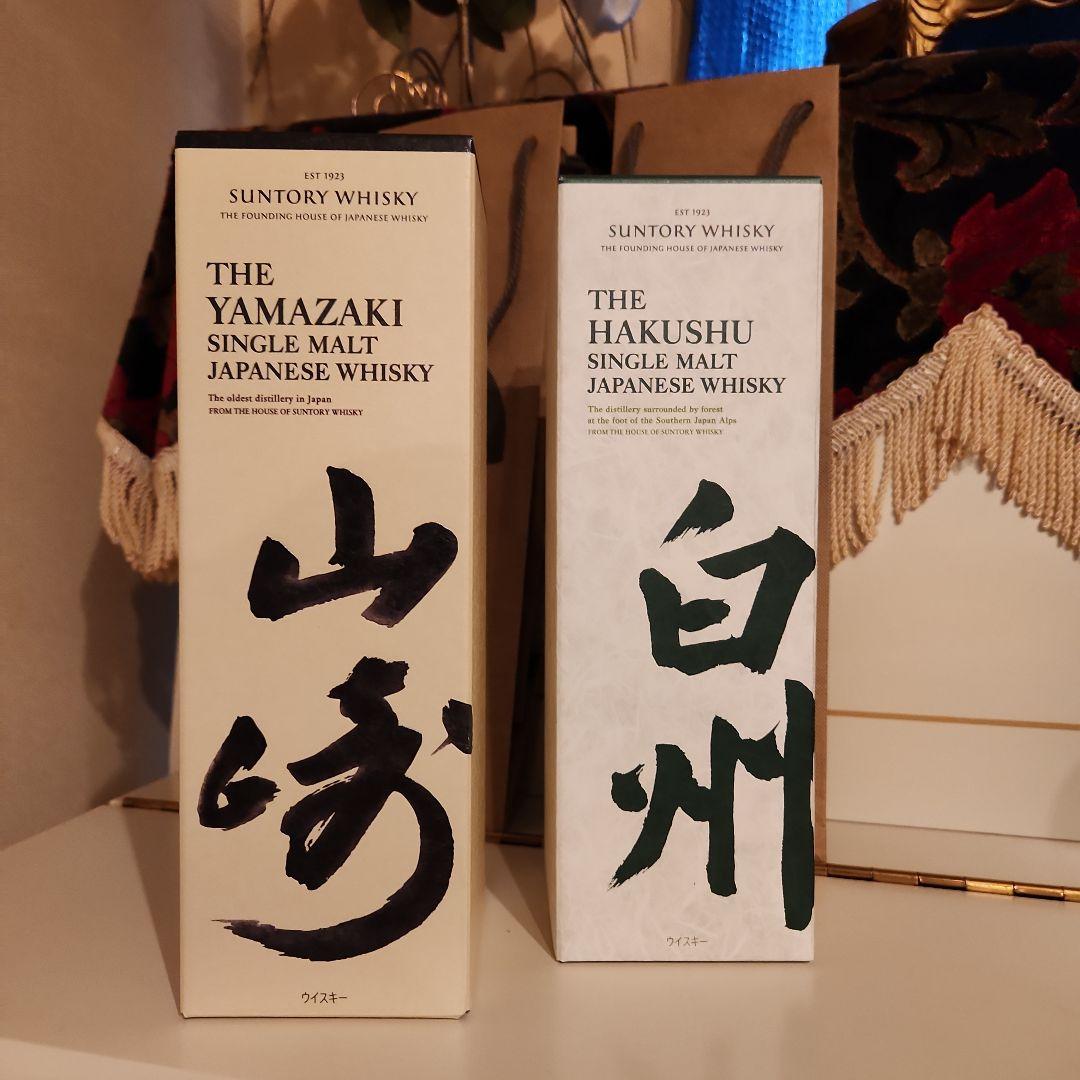 EST 1923
SUNTORY WHISKY
THE FOUNDING HOUSE OF JAPANESE WHISKY
THE
YAMAZAKI
SINGLE MALT
JAPANESE WHISKY
The oldest distillery in Japan
FROM THE HOUSE OF SUNTORY WHISKY
山
崎
ウイスキー
EST 1923
SUNTORY WHISKY
THE FOUNDING HOUSE OF JAPANESE WHISKY
THE
HAKUSHU
SINGLE MALT
JAPANESE WHISKY
The distillery surrounded by forest
at the foot of the Southern Japan Alps
FROM THE HOUSE OF SUNTORY WHISKY
白
州
ウイスキー